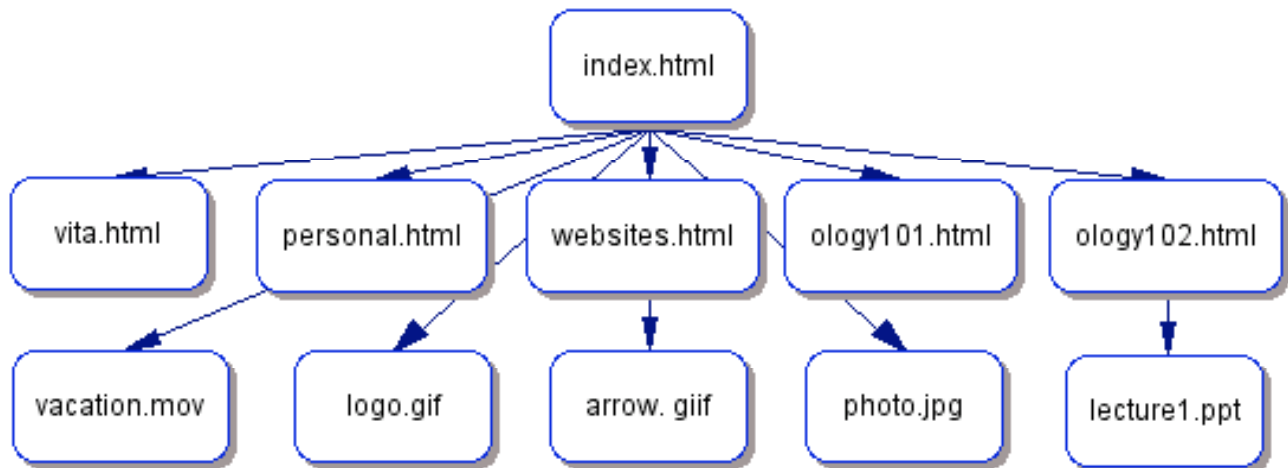 index.html
vita.html
personal.html
websites.html
ology101.html
ology102.html
vacation.mov
logo.gif
arrow. giif
photo.jpg
lecture1.ppt